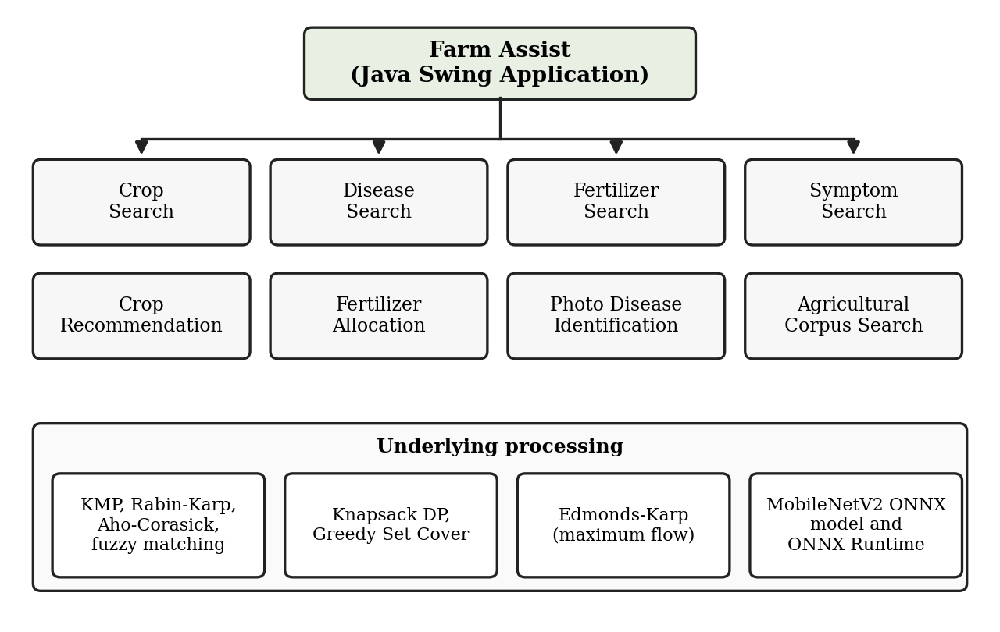 Farm Assist
(Java Swing Application)
Crop
Search
Disease
Search
Fertilizer
Search
Symptom
Search
Crop
Recommendation
Fertilizer
Allocation
Photo Disease
Identification
Agricultural
Corpus Search
Underlying processing
KMP, Rabin-Karp,
Aho-Corasick,
fuzzy matching
Knapsack DP,
Greedy Set Cover
Edmonds-Karp
(maximum flow)
MobileNetV2 ONNX
model and
ONNX Runtime